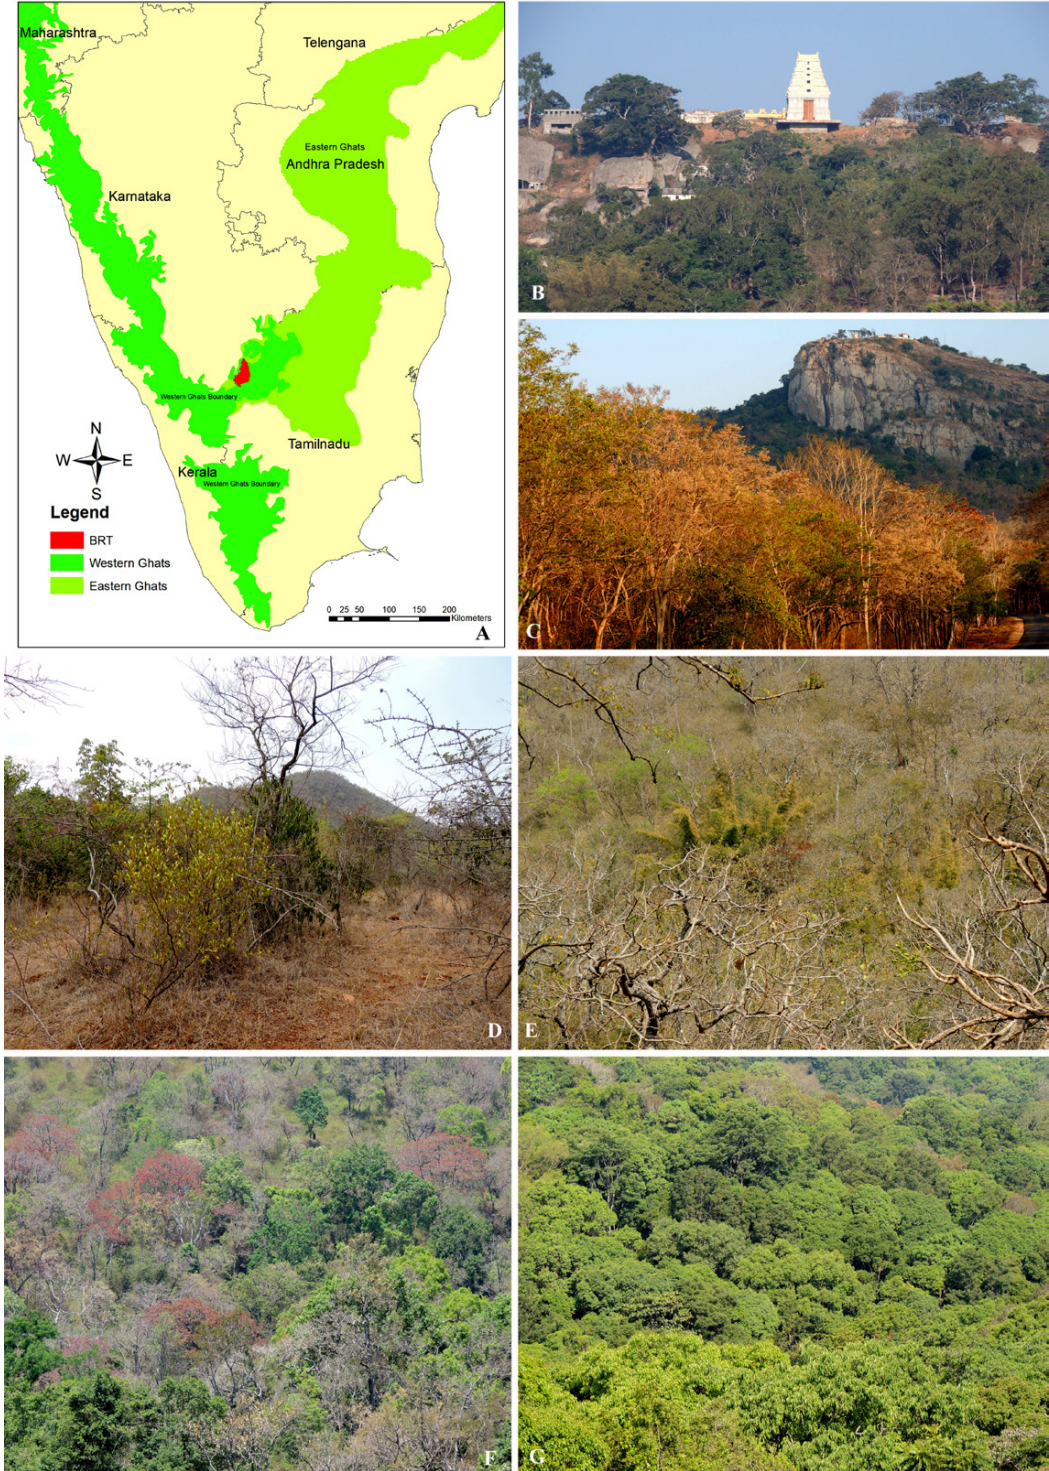 Maharashtra
Telengana
Eastern Ghats
Andhra Pradesh
Karnataka
Western Ghats Boundary
Tamilnadu
Kerala
Western Ghats Boundary
N
W E
S
Legend
BRT
Western Ghats
Eastern Ghats
0 25 50 100 150 200
Kilometers
A
B
C
D
E
F
G